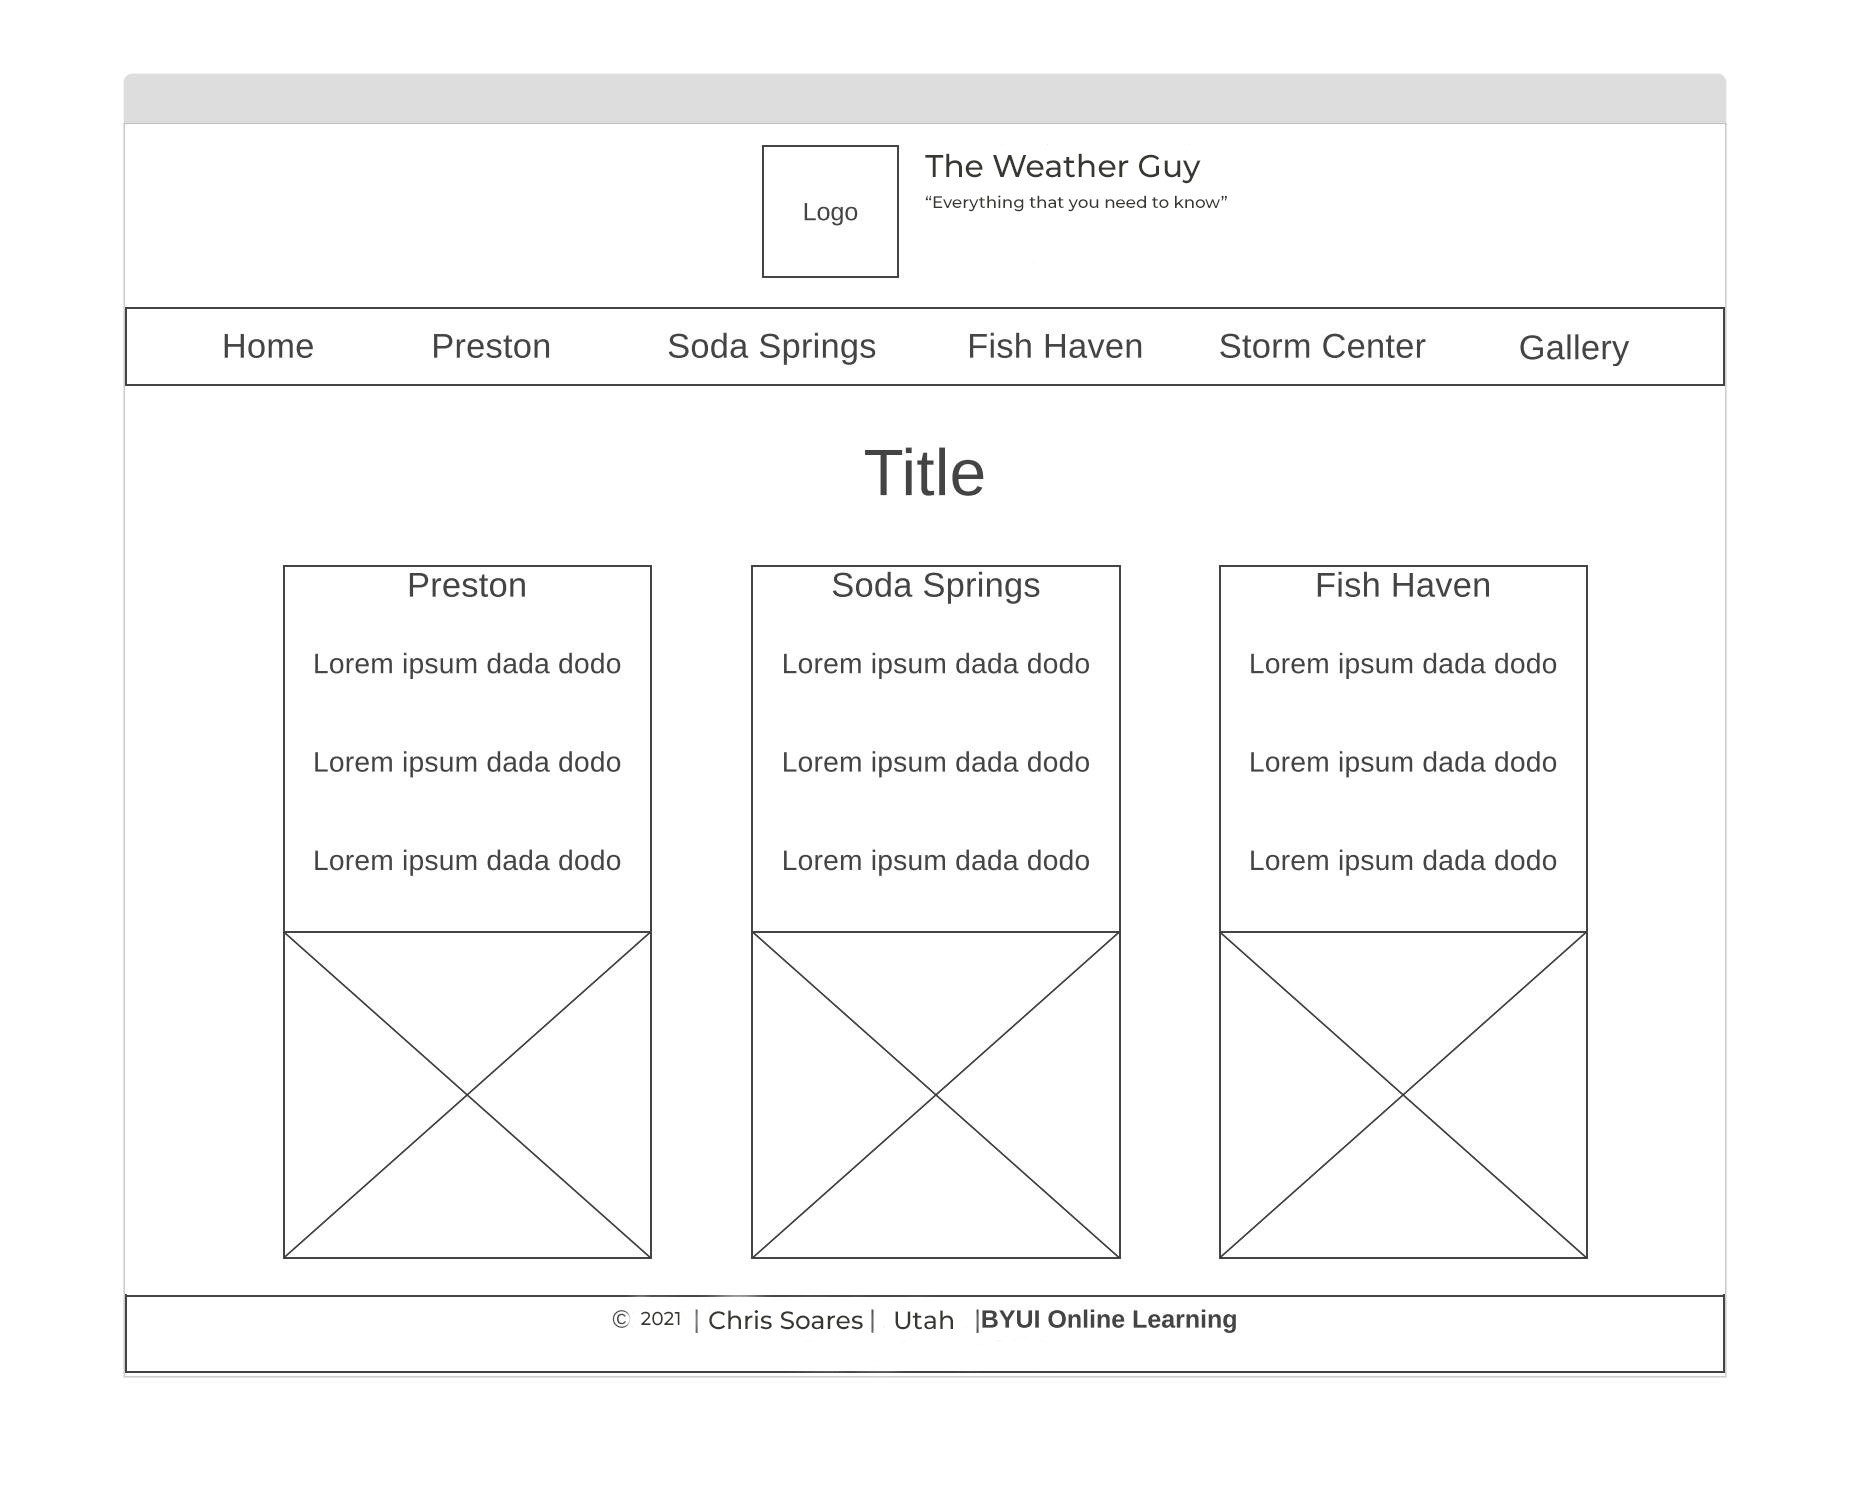 Logo
The Weather Guy
“Everything that you need to know”
Home Preston Soda Springs Fish Haven Storm Center Gallery
Title
Preston
Lorem ipsum dada dodo
Lorem ipsum dada dodo
Lorem ipsum dada dodo
Soda Springs
Lorem ipsum dada dodo
Lorem ipsum dada dodo
Lorem ipsum dada dodo
Fish Haven
Lorem ipsum dada dodo
Lorem ipsum dada dodo
Lorem ipsum dada dodo
© 2021 | Chris Soares | Utah |BYUI Online Learning